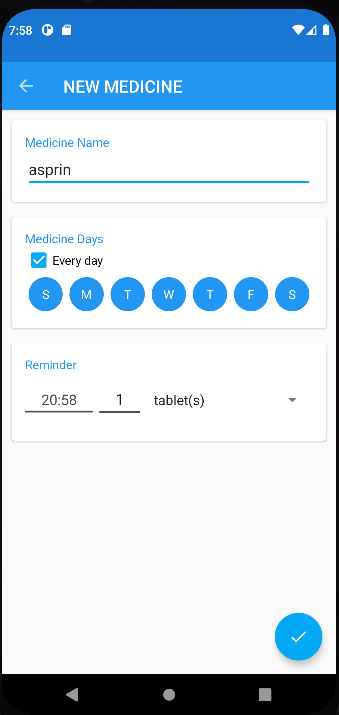 7:58
NEW MEDICINE
Medicine Name
asprin
Medicine Days
Every day
S M T W T F S
Reminder
20:58 1 tablet(s)